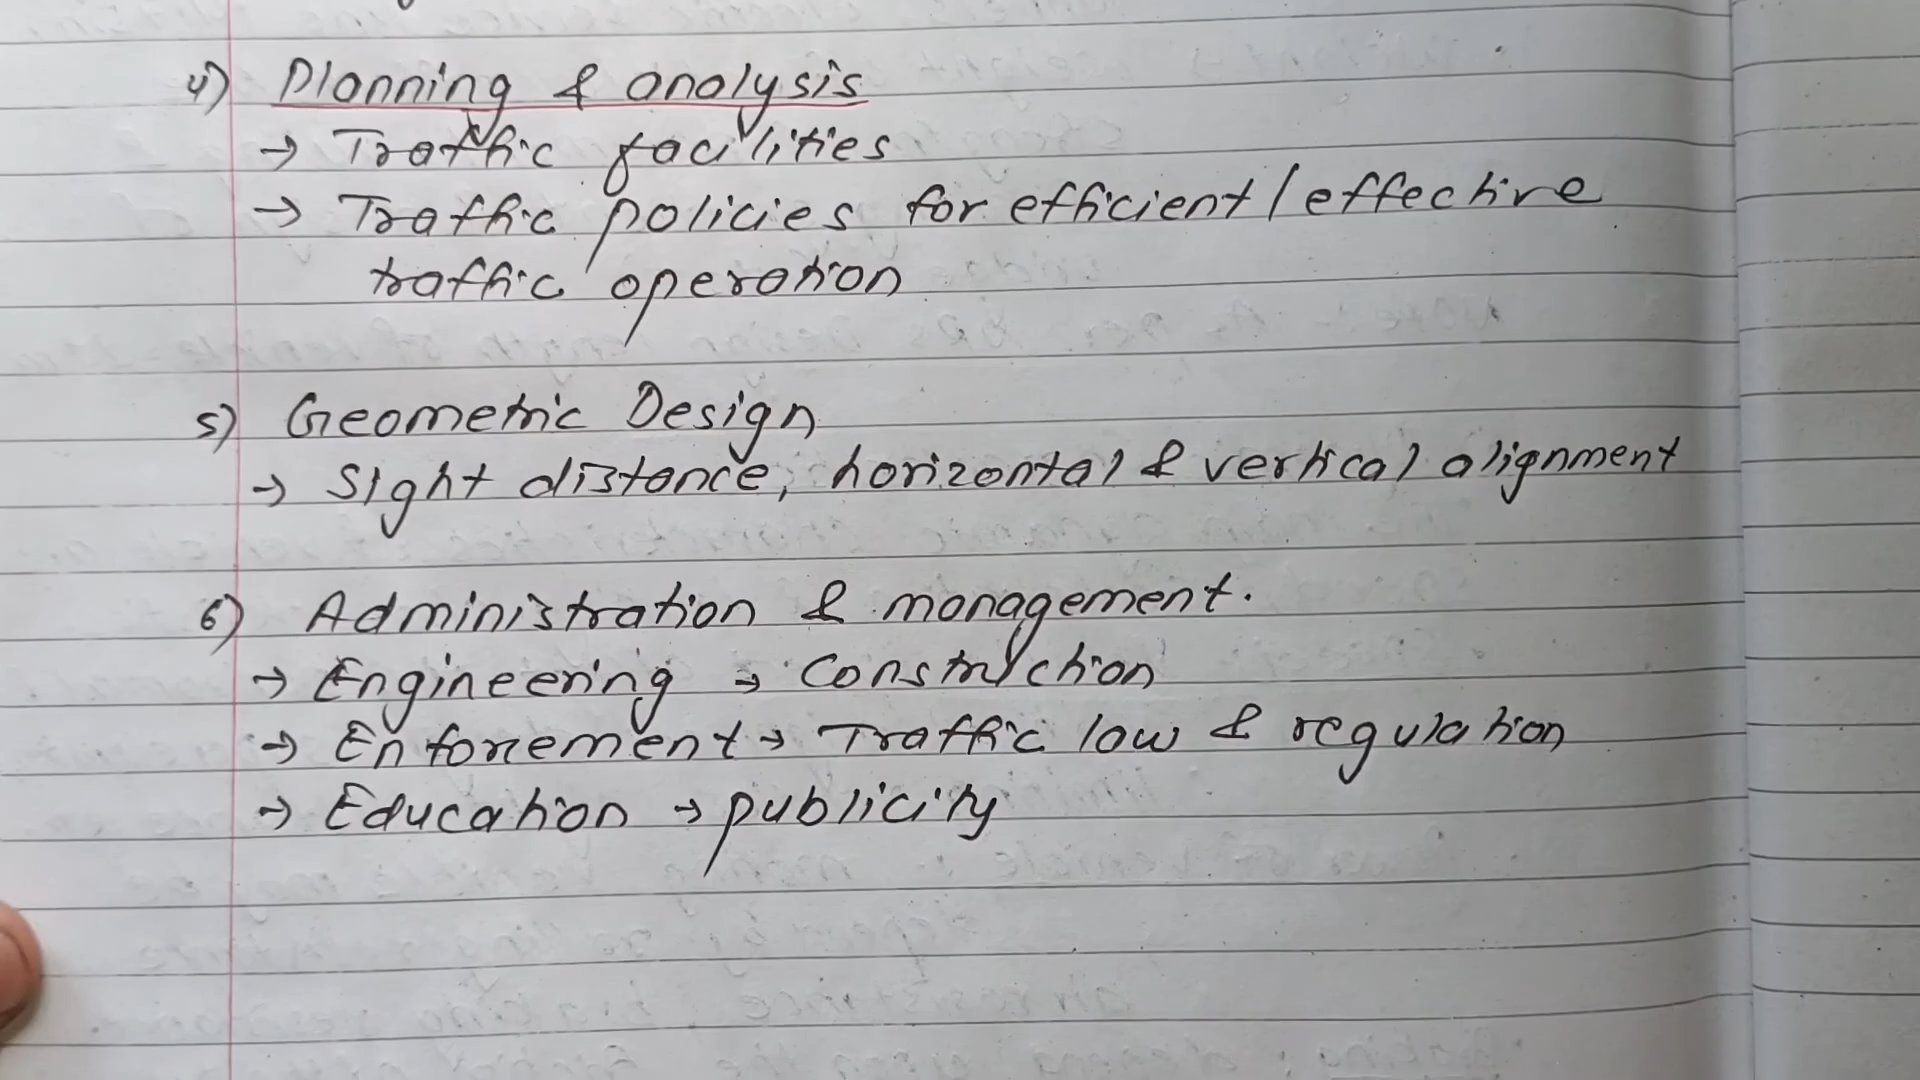 4) Planning & analysis
→ Traffic facilities
→ Traffic policies for efficient/effective
traffic operation
5) Geometric Design
→ Sight distance, horizontal & vertical alignment
6) Administration & management.
→ Engineering → Construction
→ Enforcement → Traffic law & regulation
→ Education → publicity